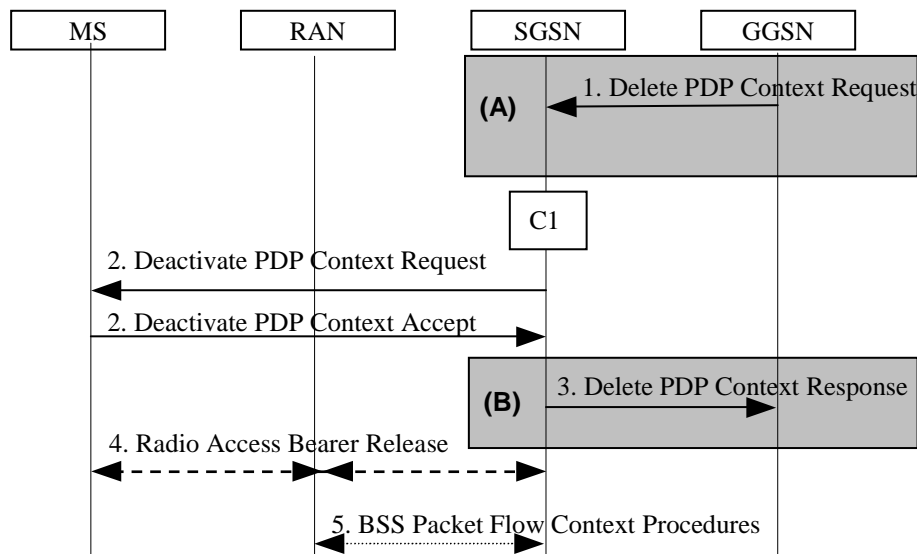 MS
RAN
SGSN
GGSN
1. Delete PDP Context Request
(A)
C1
2. Deactivate PDP Context Request
2. Deactivate PDP Context Accept
3. Delete PDP Context Response
(B)
4. Radio Access Bearer Release
5. BSS Packet Flow Context Procedures